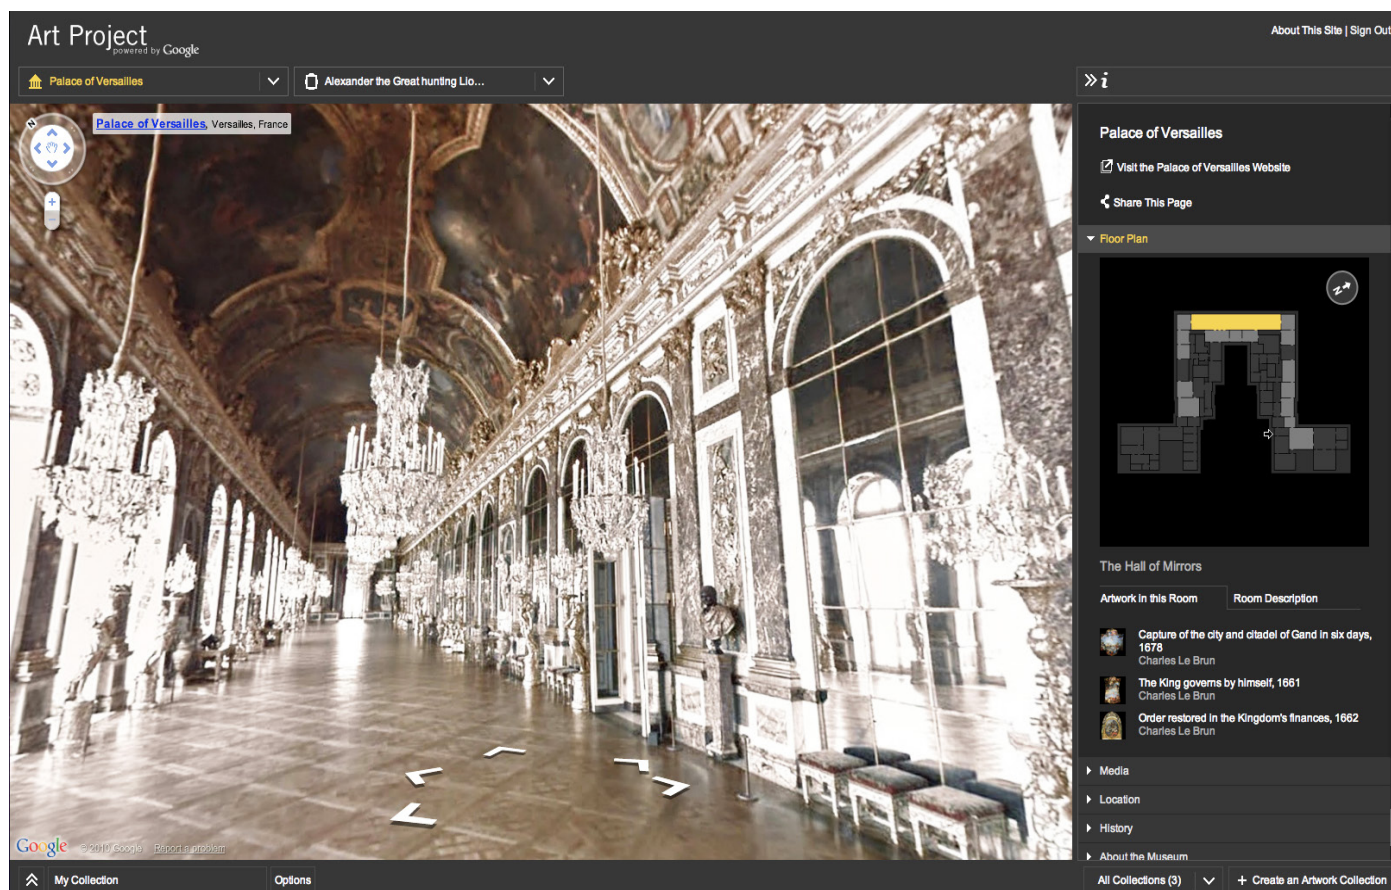 Art Project
powered by Google
About This Site | Sign Out
Palace of Versailles
Alexander the Great hunting Lio...
i
N
Palace of Versailles, Versailles, France
+
Palace of Versailles
Visit the Palace of Versailles Website
Share This Page
Floor Plan
N
The Hall of Mirrors
Artwork in this Room
Room Description
Capture of the city and citadel of Gand in six days,
1678
Charles Le Brun
The King governs by himself, 1661
Charles Le Brun
Order restored in the Kingdom's finances, 1662
Charles Le Brun
Media
Location
History
About the Museum
Google © 2010 Google Report a problem
My Collection
Options
All Collections (3)
+ Create an Artwork Collection